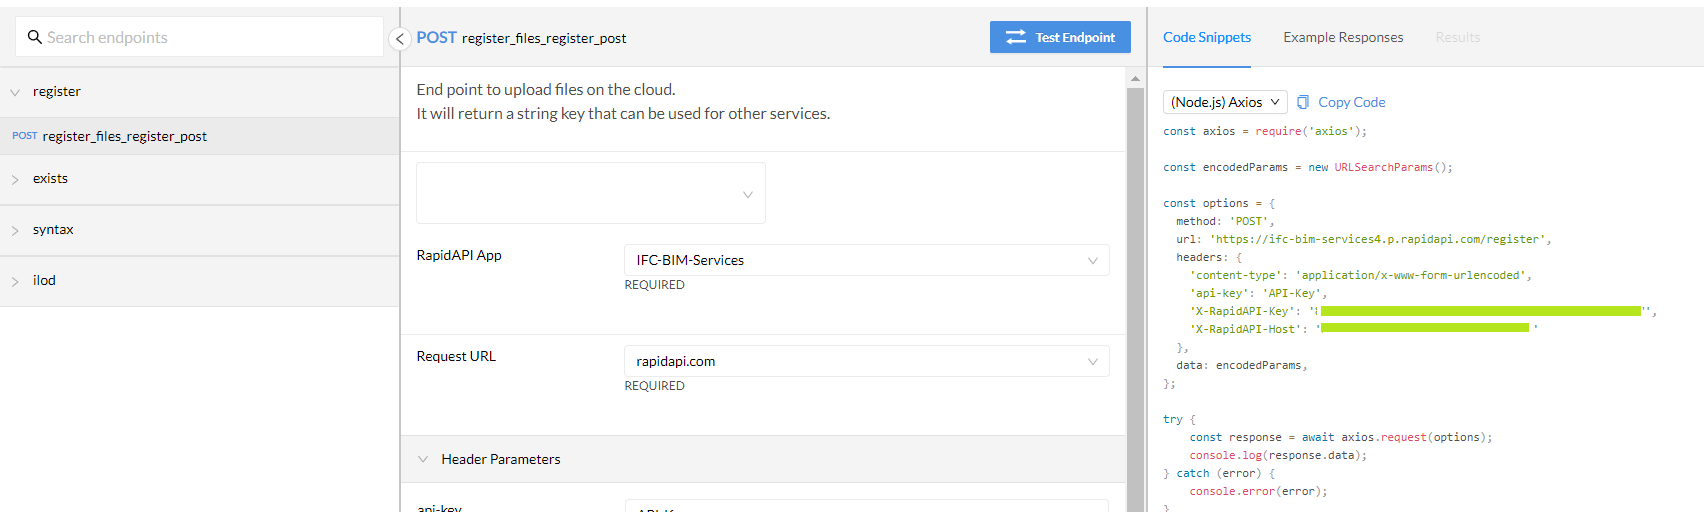 Search endpoints
register
POST register_files_register_post
exists
syntax
ilod
POST register_files_register_post
Test Endpoint
End point to upload files on the cloud.
It will return a string key that can be used for other services.
RapidAPI App
IFC-BIM-Services
REQUIRED
Request URL
rapidapi.com
REQUIRED
Header Parameters
api-key
Code Snippets Example Responses Results
(Node.js) Axios Copy Code
const axios = require('axios');
const encodedParams = new URLSearchParams();
const options = {
method: 'POST',
url: 'https://ifc-bim-services4.p.rapidapi.com/register',
headers: {
'content-type': 'application/x-www-form-urlencoded',
'api-key': 'API-Key',
'X-RapidAPI-Key': ' ',
'X-RapidAPI-Host': ' '
},
data: encodedParams,
};
try {
const response = await axios.request(options);
console.log(response.data);
} catch (error) {
console.error(error);
}